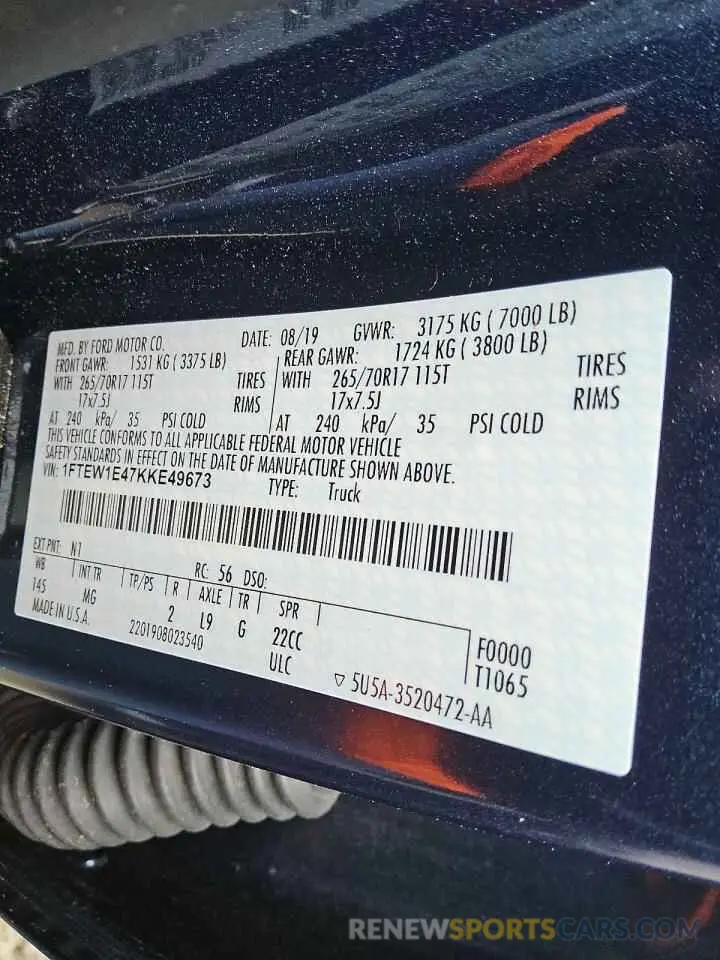 MFD. BY FORD MOTOR CO.
DATE: 08/19 GVWR: 3175 KG ( 7000 LB)
FRONT GAWR: 1531 KG ( 3375 LB) REAR GAWR: 1724 KG ( 3800 LB)
WITH 265/70R17 115T TIRES WITH 265/70R17 115T TIRES
17x7.5J RIMS 17x7.5J RIMS
AT 240 kPa/ 35 PSI COLD AT 240 kPa/ 35 PSI COLD
THIS VEHICLE CONFORMS TO ALL APPLICABLE FEDERAL MOTOR VEHICLE
SAFETY STANDARDS IN EFFECT ON THE DATE OF MANUFACTURE SHOWN ABOVE.
VIN: 1FTEW1E47KKE49673 TYPE: Truck
EXT PNT: N1 RC: 56 DSO:
WB INT TR TP/PS R AXLE TR SPR
145 MG 2 L9 G 22CC
F0000
MADE IN U.S.A. 2201908023540 ULC
T1065
▽ 5U5A-3520472-AA
RENEWSPORTSCARS.COM